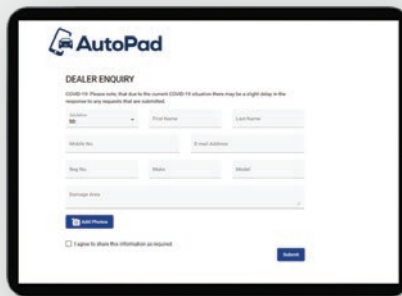 AutoPad
DEALER ENQUIRY
COVID-19: Please note, that due to the current COVID-19 situation there may be a slight delay in the
response to any requests that are submitted.
Salutation
Mr. First Name Last Name
Mobile No. E-mail Address
Reg No. Make Model
Damage Area
Add Photos
I agree to share this information as required
Submit